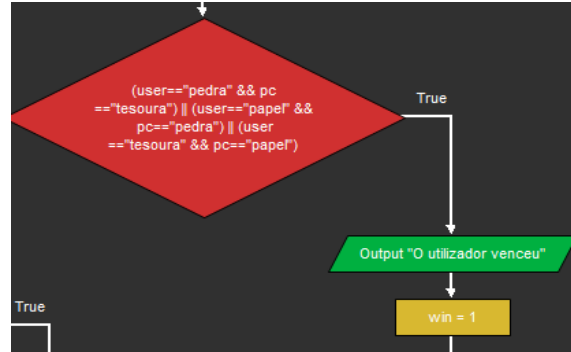 (user=="pedra" && pc
=="tesoura") || (user=="papel" &&
pc=="pedra") || (user
=="tesoura" && pc=="papel")
True
Output "O utilizador venceu"
True
win = 1